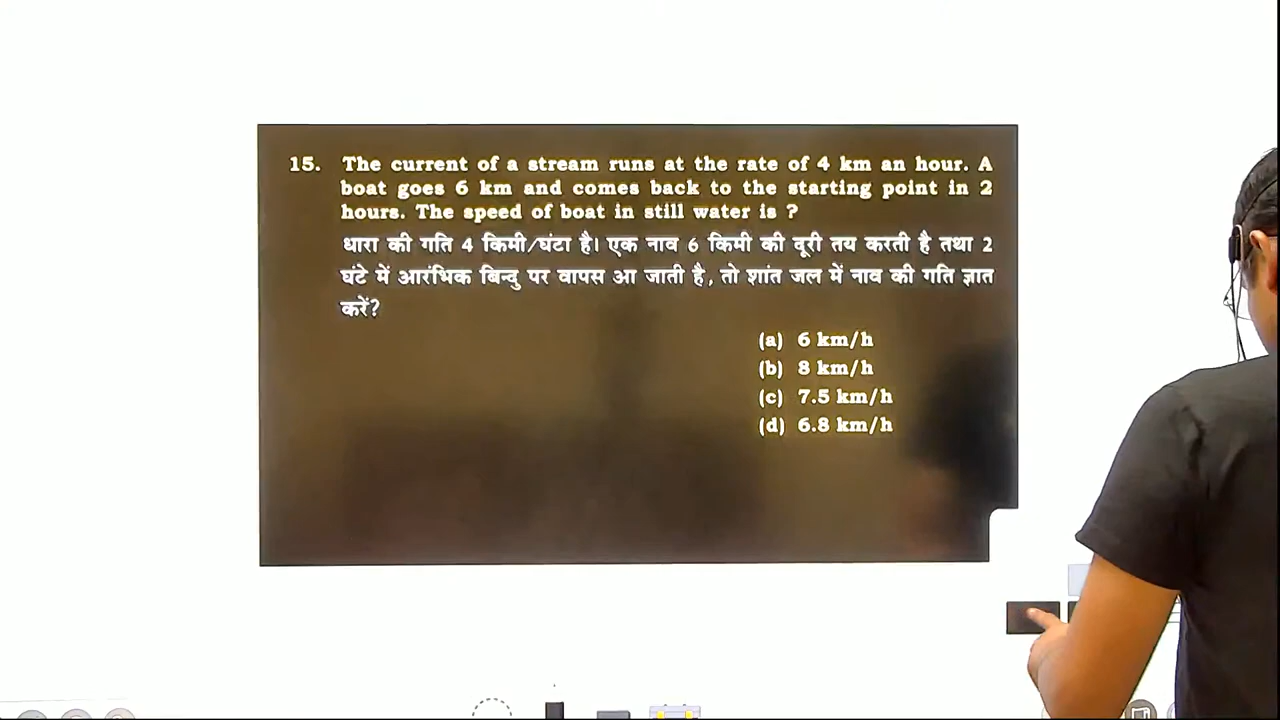 15. The current of a stream runs at the rate of 4 km an hour. A
boat goes 6 km and comes back to the starting point in 2
hours. The speed of boat in still water is ?
धारा की गति 4 किमी/घंटा है। एक नाव 6 किमी की दूरी तय करती है तथा 2
घंटे में आरंभिक बिन्दु पर वापस आ जाती है, तो शांत जल में नाव की गति ज्ञात
करें?
(a) 6 km/h
(b) 8 km/h
(c) 7.5 km/h
(d) 6.8 km/h